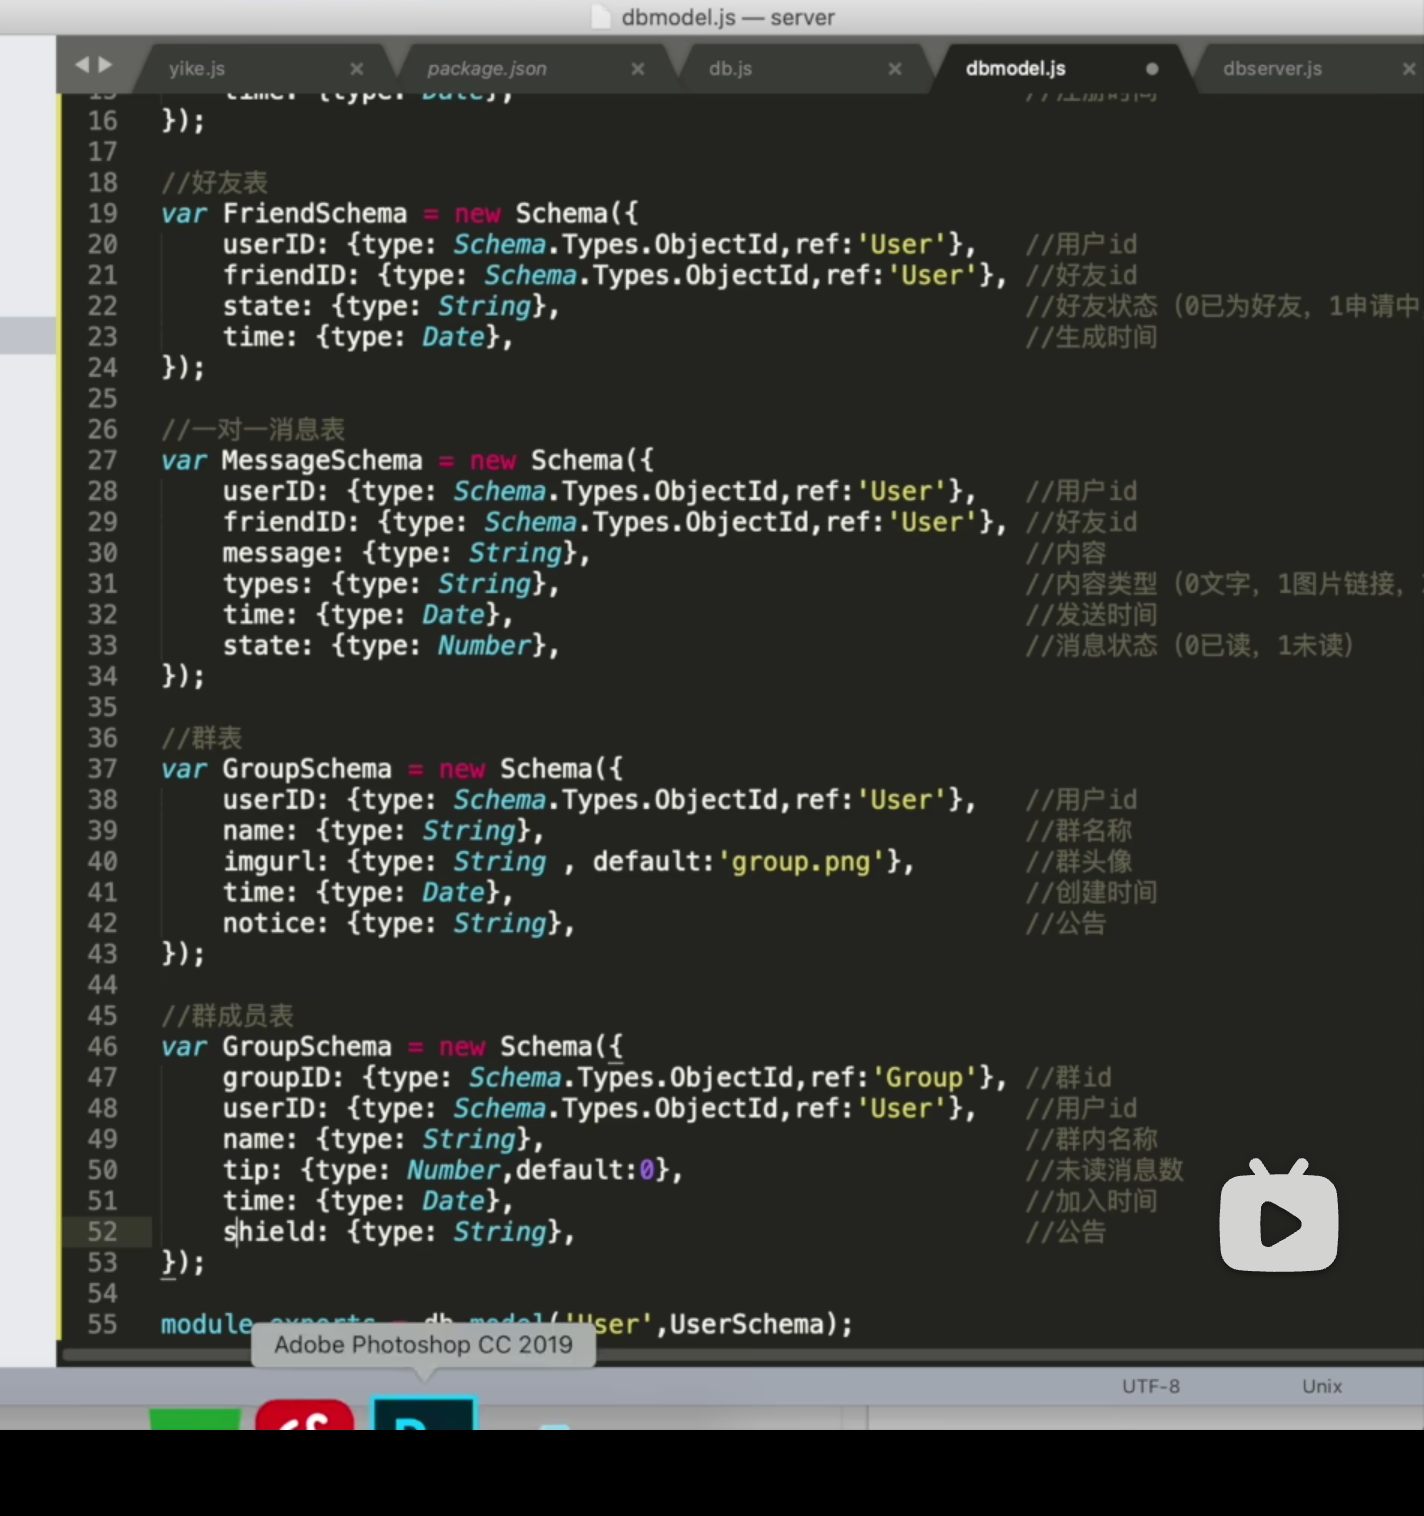 dbmodel.js — server
yike.js
package.json
db.js
dbmodel.js
dbserver.js
15 time: {type: Date}, //注册时间
16 });
17
18 //好友表
19 var FriendSchema = new Schema({
20 userID: {type: Schema.Types.ObjectId,ref:'User'}, //用户id
21 friendID: {type: Schema.Types.ObjectId,ref:'User'}, //好友id
22 state: {type: String}, //好友状态（0已为好友，1申请中
23 time: {type: Date}, //生成时间
24 });
25
26 //一对一消息表
27 var MessageSchema = new Schema({
28 userID: {type: Schema.Types.ObjectId,ref:'User'}, //用户id
29 friendID: {type: Schema.Types.ObjectId,ref:'User'}, //好友id
30 message: {type: String}, //内容
31 types: {type: String}, //内容类型（0文字，1图片链接，
32 time: {type: Date}, //发送时间
33 state: {type: Number}, //消息状态（0已读，1未读）
34 });
35
36 //群表
37 var GroupSchema = new Schema({
38 userID: {type: Schema.Types.ObjectId,ref:'User'}, //用户id
39 name: {type: String}, //群名称
40 imgurl: {type: String , default:'group.png'}, //群头像
41 time: {type: Date}, //创建时间
42 notice: {type: String}, //公告
43 });
44
45 //群成员表
46 var GroupSchema = new Schema({
47 groupID: {type: Schema.Types.ObjectId,ref:'Group'}, //群id
48 userID: {type: Schema.Types.ObjectId,ref:'User'}, //用户id
49 name: {type: String}, //群内名称
50 tip: {type: Number,default:0}, //未读消息数
51 time: {type: Date}, //加入时间
52 shield: {type: String}, //公告
53 });
54
55 module.exports = db.model('User',UserSchema);
Adobe Photoshop CC 2019
UTF-8
Unix